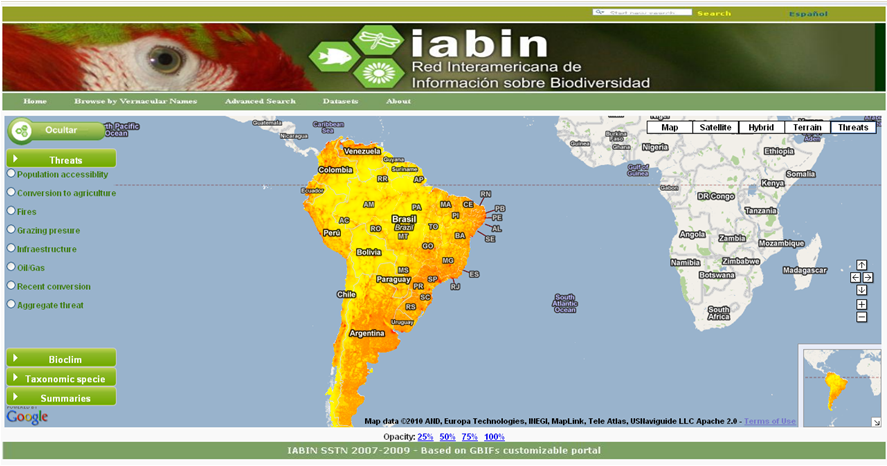 Start new search Search Español
iabin
Red Interamericana de
Información sobre Biodiversidad
Home Browse by Vernacular Names Advanced Search Datasets About
Ocultar
Threats
Population accessiblity
Conversion to agriculture
Fires
Grazing presure
Infraestructure
Oil/Gas
Recent conversion
Aggregate threat
Bioclim
Taxonomic specie
Summaries
POWERED BY
Google
Map Satellite Hybrid Terrain Threats
th Pacific
Ocean
Guatemala
Nicaragua
Caribbean
Sea
Venezuela
Guyana
Suriname
Colombia
RR
AP
Ecuador
AM
PA
MA
CE
RN
PB
PE
AL
SE
PI
TO
AC
RO
Brasil
Brazil
MT
BA
Perú
GO
Bolivia
MG
MS
ES
Paraguay
SP
RJ
PR
SC
Chile
RS
Uruguay
Argentina
South
Atlantic
Ocean
Guinea
Nigeria
Ethiopia
Gulf of
Guinea
Somalia
Gabon
DR Congo
Kenya
Tanzania
Angola
Zambia
Mozambique
Namibia
Zimbabwe
Madagascar
Botswana
South
Africa
Map data ©2010 AND, Europa Technologies, INEGI, MapLink, Tele Atlas, USNaviguide LLC Apache 2.0 - Terms of Use
Opacity: 25% 50% 75% 100%
IABIN SSTN 2007-2009 - Based on GBIFs customizable portal